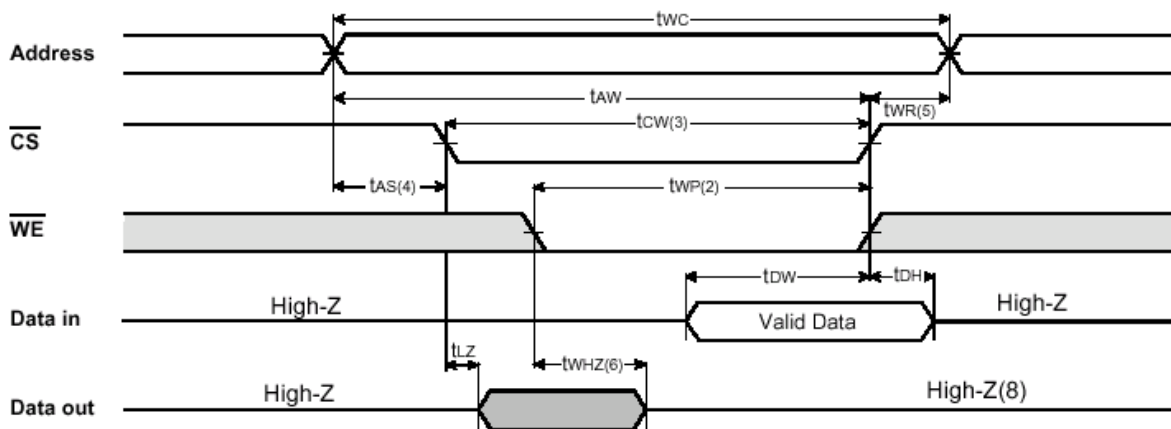 tWC
Address
tAW
tWR(5)
tCW(3)
CS
tAS(4)
tWP(2)
WE
tDW
tDH
High-Z
High-Z
Data in
Valid Data
tLZ
tWHZ(6)
High-Z
High-Z(8)
Data out